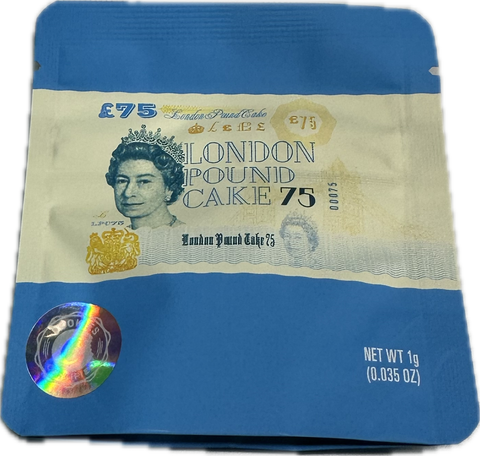 £75
London Pound Cake
£75
LONDON
POUND
CAKE 75
00075
LPC75
London Pound Cake 75
NET WT 1g
(0.035 OZ)